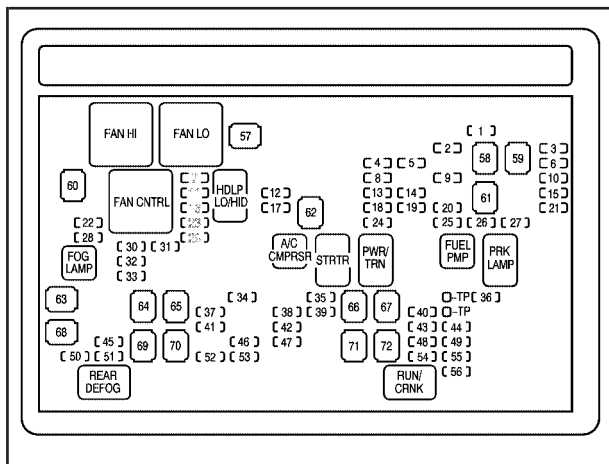 1
FAN HI FAN LO 57
2 58 59 3
4 5 6
60 FAN CNTRL HDLP LO/HID 8 9 10
12 13 14 61 15
17 62 18 19 20 21
22 24 25 26 27
28 FOG LAMP 30 31 A/C CMPRSR STRTR PWR/TRN FUEL PMP PRK LAMP
32
33
63 64 65 34 35 66 67 TP 36
37 38 39 40 TP
68 69 70 41 42 71 72 43 44
45 46 47 48 49
50 51 52 53 54 55
REAR DEFOG RUN/CRNK 56